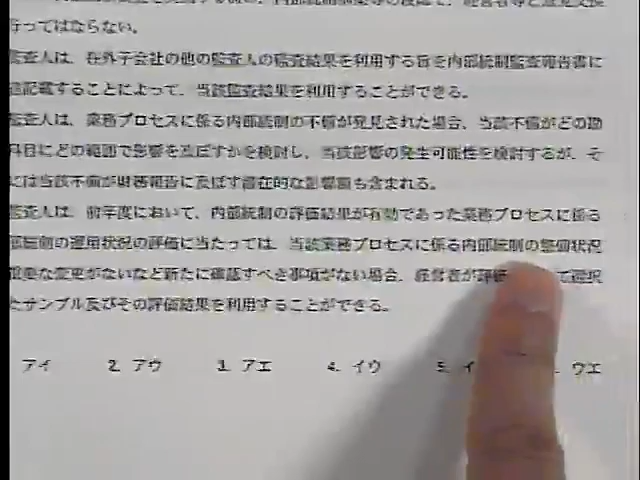 行ってはならない。
監査人は、在外子会社の他の監査人の監査結果を利用する旨を内部統制監査報告書に
記載することによって、当該監査結果を利用することができる。
監査人は、業務プロセスに係る内部統制の不備が発見された場合、当該不備がどの勘
科目にどの範囲で影響を及ぼすかを検討し、当該影響の発生可能性を検討するが、そ
には当該不備が財務報告に及ぼす潜在的な影響額も含まれる。
監査人は、前年度において、内部統制の評価結果が有効であった業務プロセスに係る
部統制の運用状況の評価に当たっては、当該業務プロセスに係る内部統制の整備状況
重要な変更がないなど新たに確認すべき事項がない場合、経営者が評価 て選択
たサンプル及びその評価結果を利用することができる。
アイ 2. アウ 3. アエ 4. イウ 5. イ ウエ